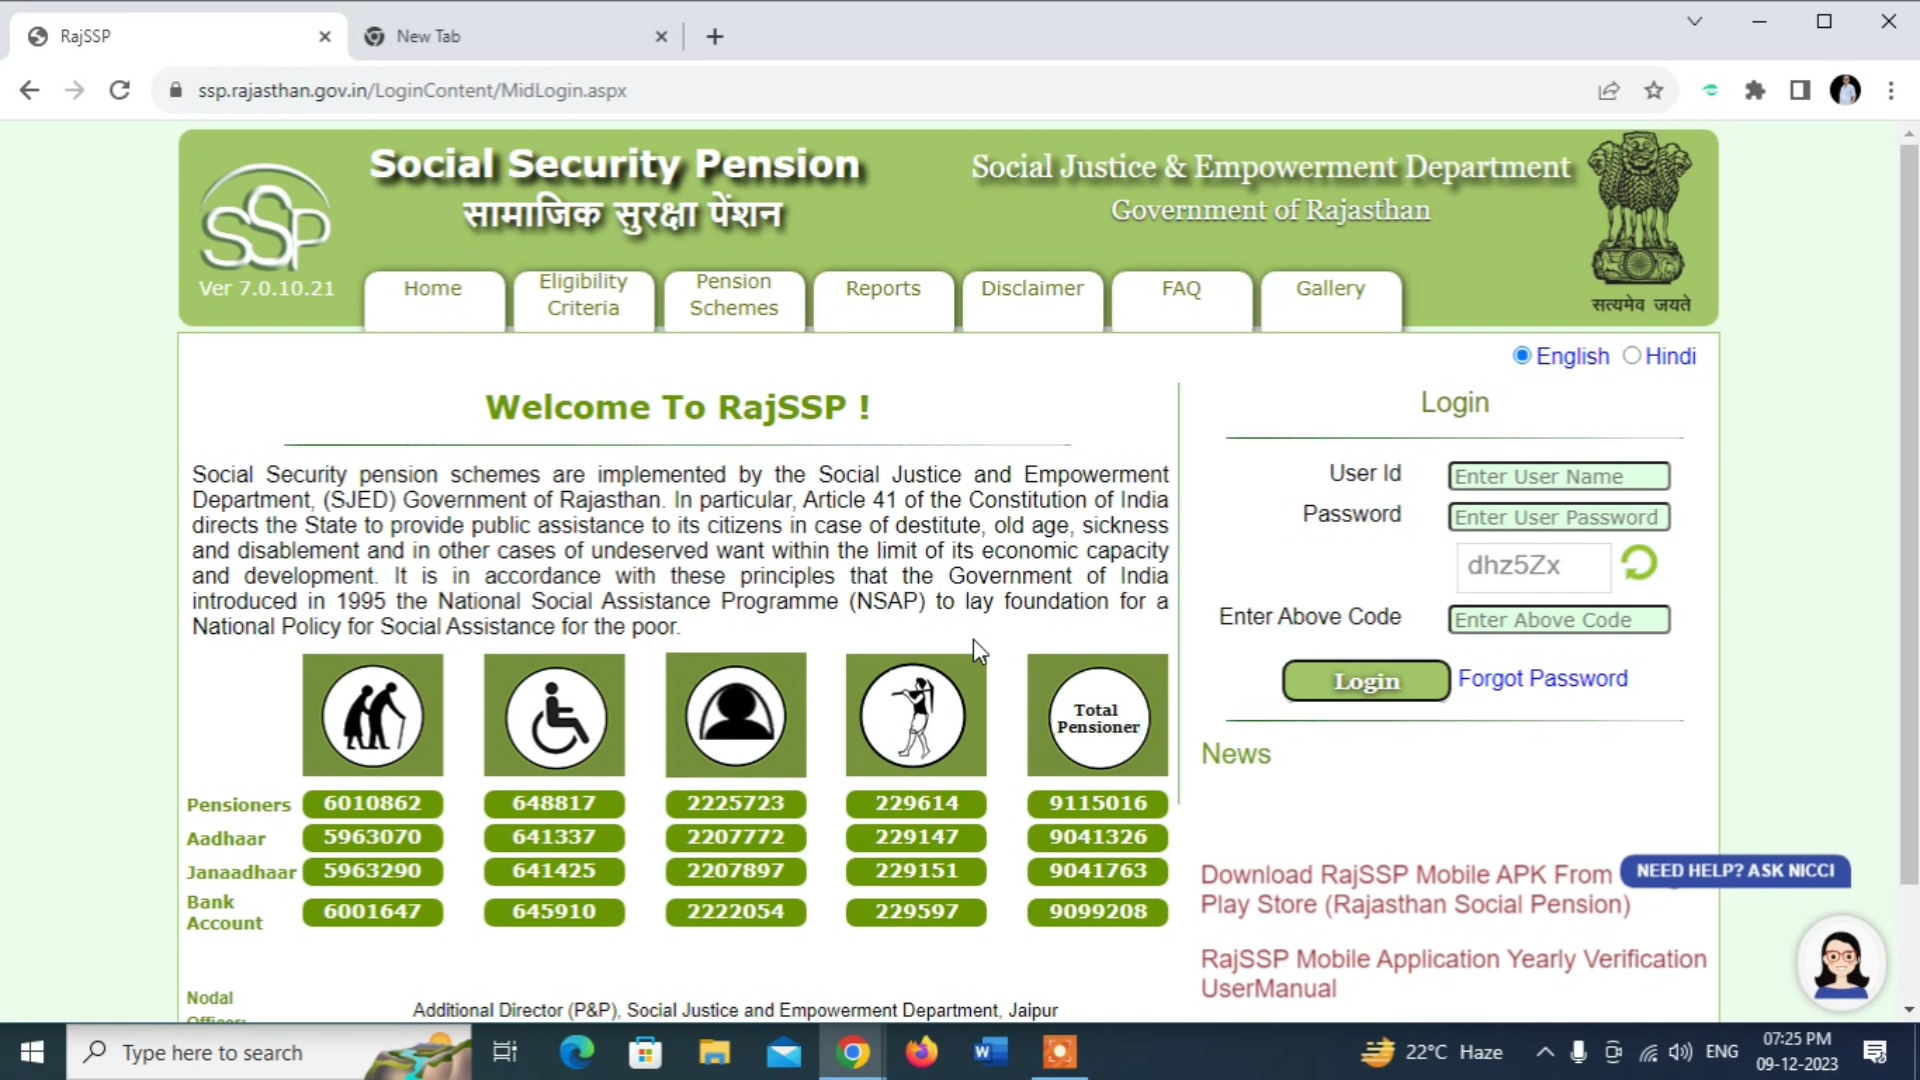 RajSSP
New Tab
ssp.rajasthan.gov.in/LoginContent/MidLogin.aspx
SSP
Ver 7.0.10.21
Social Security Pension
सामाजिक सुरक्षा पेंशन
Social Justice & Empowerment Department
Government of Rajasthan
सत्यमेव जयते
Home
Eligibility
Criteria
Pension
Schemes
Reports
Disclaimer
FAQ
Gallery
English Hindi
Welcome To RajSSP !
Social Security pension schemes are implemented by the Social Justice and Empowerment
Department, (SJED) Government of Rajasthan. In particular, Article 41 of the Constitution of India
directs the State to provide public assistance to its citizens in case of destitute, old age, sickness
and disablement and in other cases of undeserved want within the limit of its economic capacity
and development. It is in accordance with these principles that the Government of India
introduced in 1995 the National Social Assistance Programme (NSAP) to lay foundation for a
National Policy for Social Assistance for the poor.
Total
Pensioner
Pensioners 6010862 648817 2225723 229614 9115016
Aadhaar 5963070 641337 2207772 229147 9041326
Janaadhaar 5963290 641425 2207897 229151 9041763
Bank
Account 6001647 645910 2222054 229597 9099208
Nodal
Officer:
Additional Director (P&P), Social Justice and Empowerment Department, Jaipur
Login
User Id Enter User Name
Password Enter User Password
dhz5Zx
Enter Above Code Enter Above Code
Login Forgot Password
News
Download RajSSP Mobile APK From
Play Store (Rajasthan Social Pension)
RajSSP Mobile Application Yearly Verification
UserManual
NEED HELP? ASK NICCI
Type here to search
22°C Haze
ENG
07:25 PM
09-12-2023